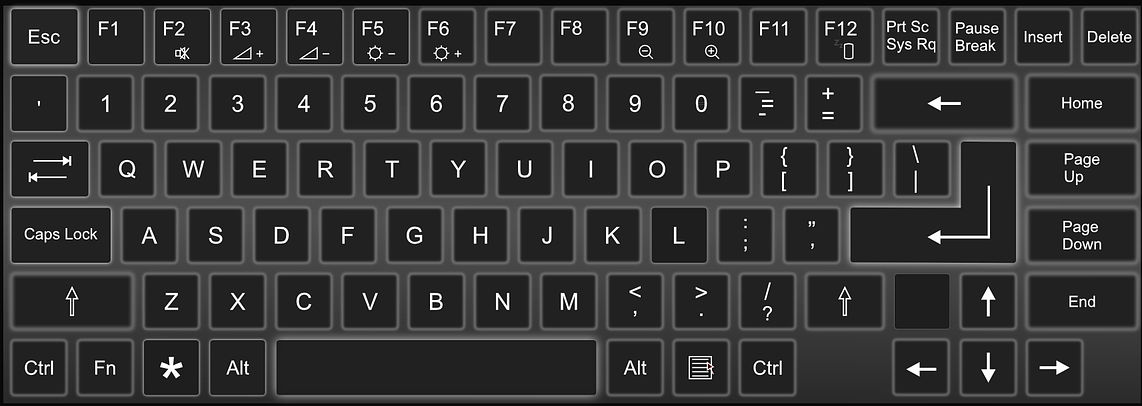 Esc F1 F2 F3 + F4 - F5 - F6 + F7 F8 F9 F10 F11 F12 Prt Sc Pause Insert Delete
Sys Rq Break
' 1 2 3 4 5 6 7 8 9 0 _ + Home
- =
Q W E R T Y U I O P { } \ Page
[ ] | Up
Caps Lock A S D F G H J K L : ” Page
; , Down
Z X C V B N M < > / End
, . ?
Ctrl Fn * Alt Alt Ctrl